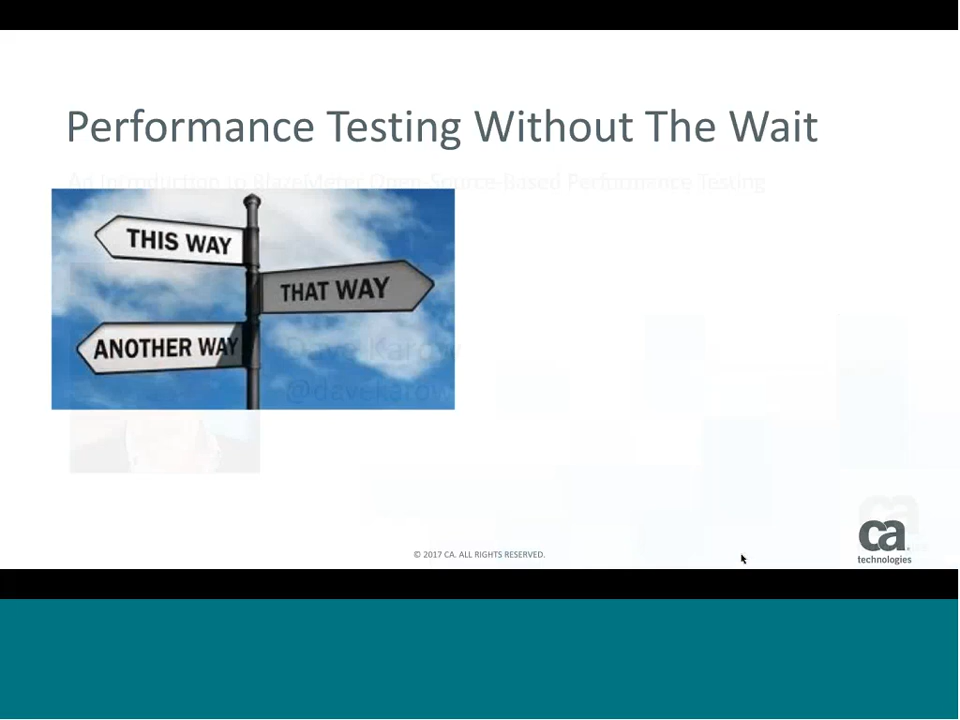 Performance Testing Without The Wait
An Introduction to BlazeMeter Open-Source-Based Performance Testing
THIS WAY
THAT WAY
ANOTHER WAY
Dave Karow
@davekarow
© 2017 CA. ALL RIGHTS RESERVED.
ca
technologies